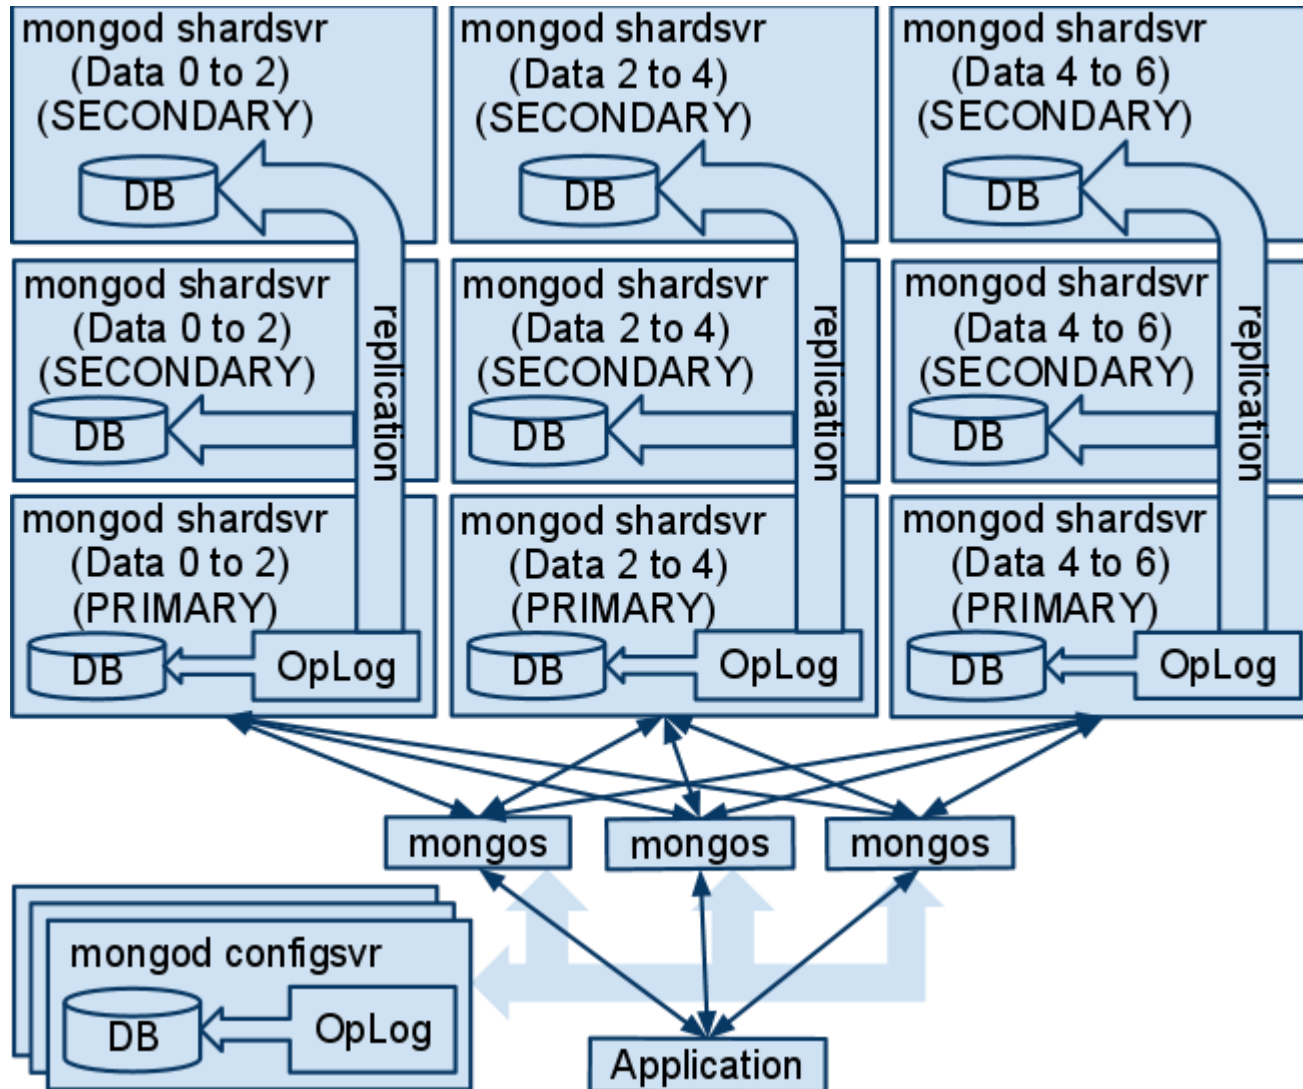 mongod shardsvr
(Data 0 to 2)
(SECONDARY)
DB
mongod shardsvr
(Data 2 to 4)
(SECONDARY)
DB
mongod shardsvr
(Data 4 to 6)
(SECONDARY)
DB
mongod shardsvr
(Data 0 to 2)
(SECONDARY)
DB
replication
mongod shardsvr
(Data 2 to 4)
(SECONDARY)
DB
replication
mongod shardsvr
(Data 4 to 6)
(SECONDARY)
DB
replication
mongod shardsvr
(Data 0 to 2)
(PRIMARY)
DB
OpLog
mongod shardsvr
(Data 2 to 4)
(PRIMARY)
DB
OpLog
mongod shardsvr
(Data 4 to 6)
(PRIMARY)
DB
OpLog
mongos
mongos
mongos
mongod configsvr
DB
OpLog
Application